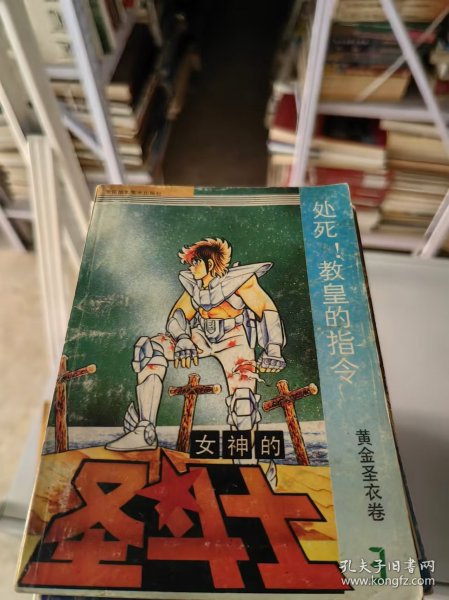 处死！教皇的指令
黄金圣衣卷
女神的
圣斗士
孔夫子旧书网
kongfz.com